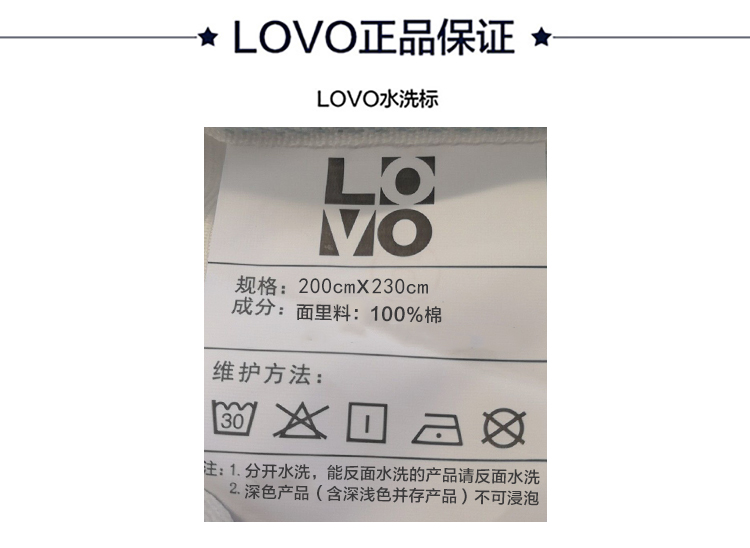 LOVO正品保证
LOVO水洗标
LO
VO
规格：200cmX230cm
成分：面里料：100%棉
维护方法：
30
注：1. 分开水洗，能反面水洗的产品请反面水洗
2. 深色产品（含深浅色并存产品）不可浸泡